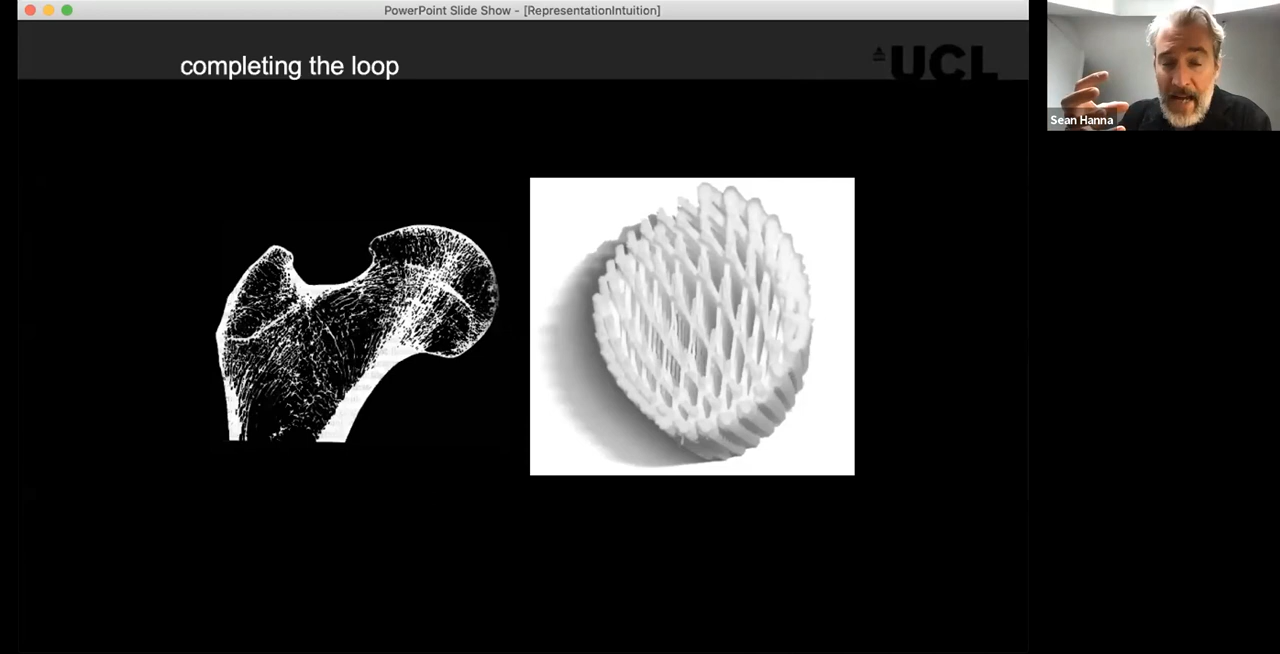 PowerPoint Slide Show - [RepresentationIntuition]
completing the loop
UCL
Sean Hanna